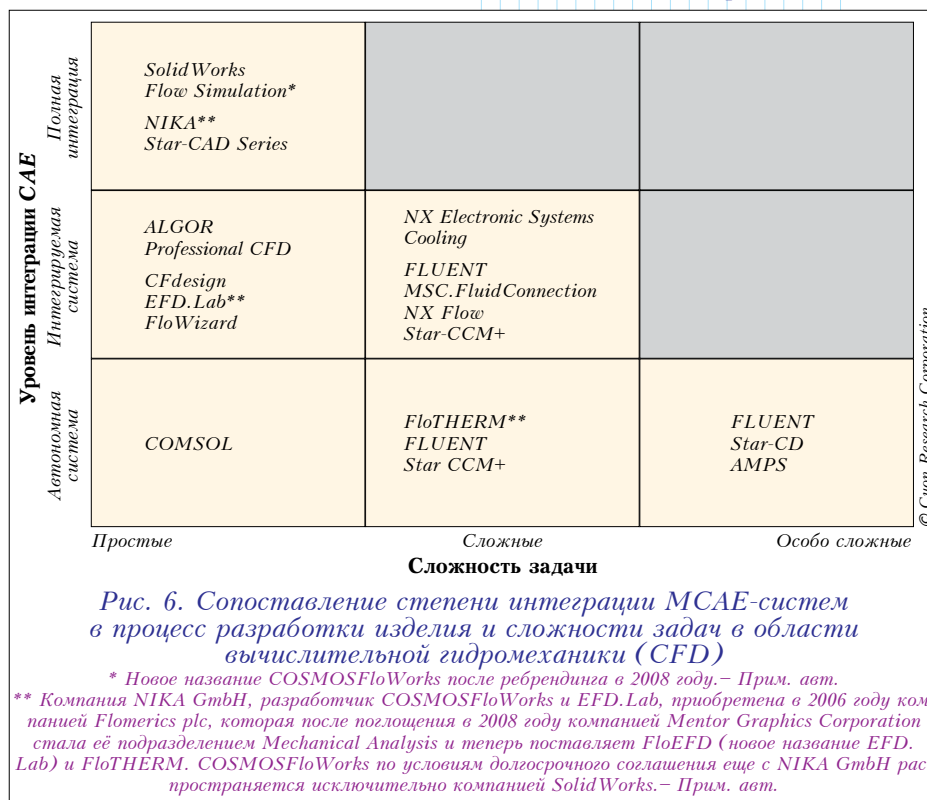 Уровень интеграции CAE
Полная
интеграция
SolidWorks
Flow Simulation*
NIKA**
Star-CAD Series
Интегрируемая
система
ALGOR
Professional CFD
CFdesign
EFD.Lab**
FloWizard
NX Electronic Systems
Cooling
FLUENT
MSC.FluidConnection
NX Flow
Star-CCM+
Автономная
система
COMSOL
FloTHERM**
FLUENT
Star CCM+
FLUENT
Star-CD
AMPS
© Cyon Research Corporation
Простые
Сложные
Особо сложные
Сложность задачи
Рис. 6. Сопоставление степени интеграции MCAE-систем
в процесс разработки изделия и сложности задач в области
вычислительной гидромеханики (CFD)
* Новое название COSMOSFloWorks после ребрендинга в 2008 году.– Прим. авт.
** Компания NIKA GmbH, разработчик COSMOSFloWorks и EFD.Lab, приобретена в 2006 году ком
панией Flomerics plc, которая после поглощения в 2008 году компанией Mentor Graphics Corporation
стала её подразделением Mechanical Analysis и теперь поставляет FloEFD (новое название EFD.
Lab) и FloTHERM. COSMOSFloWorks по условиям долгосрочного соглашения еще с NIKA GmbH рас
пространяется исключительно компанией SolidWorks.– Прим. авт.